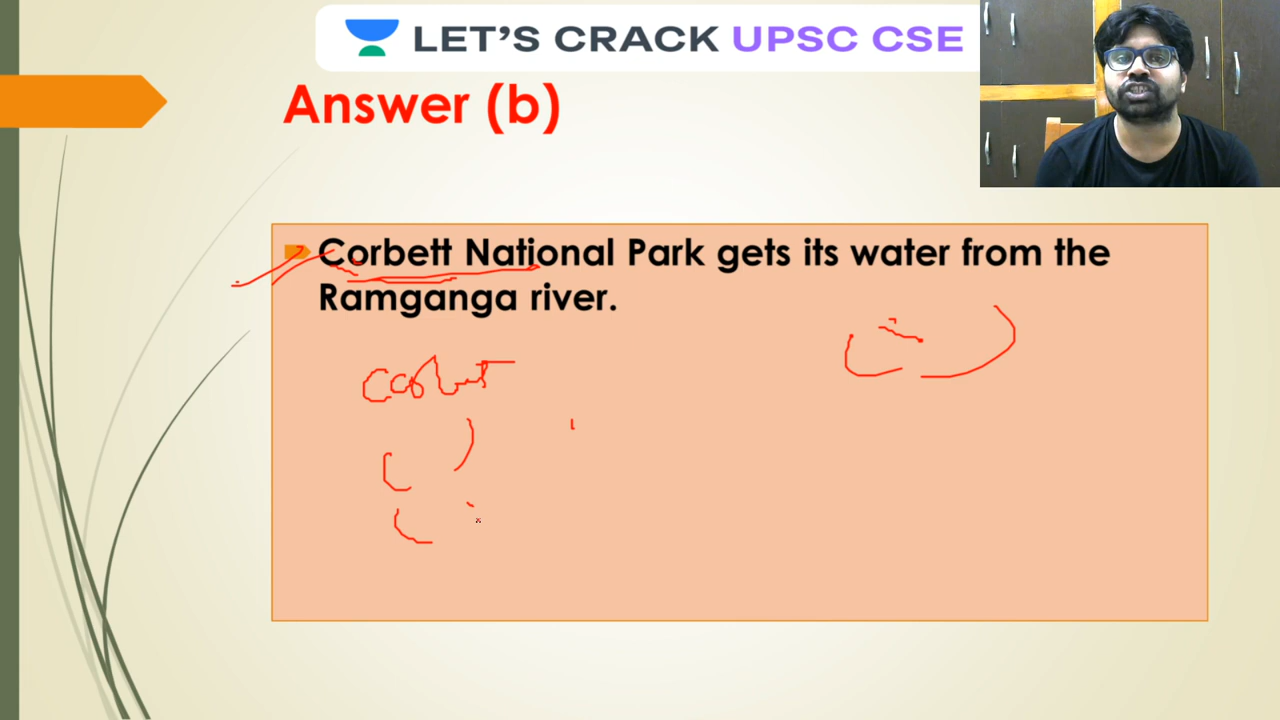 LET'S CRACK UPSC CSE
Answer (b)
Corbett National Park gets its water from the
Ramganga river.